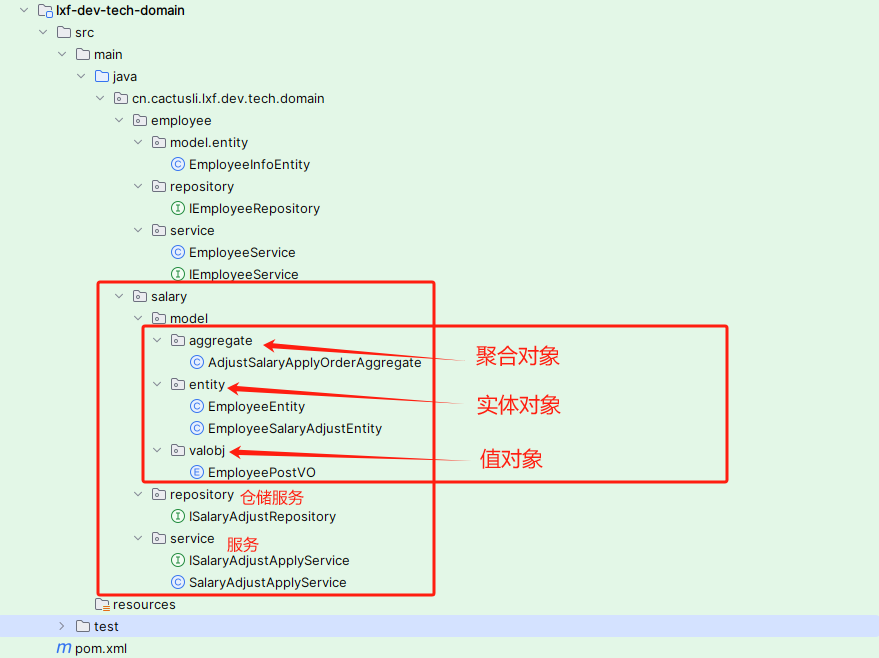 lxf-dev-tech-domain
src
main
java
cn.cactusli.lxf.dev.tech.domain
employee
model.entity
EmployeeInfoEntity
repository
IEmployeeRepository
service
EmployeeService
IEmployeeService
salary
model
aggregate
聚合对象
AdjustSalaryApplyOrderAggregate
entity
实体对象
EmployeeEntity
EmployeeSalaryAdjustEntity
valobj
值对象
EmployeePostVO
repository 仓储服务
ISalaryAdjustRepository
service 服务
ISalaryAdjustApplyService
SalaryAdjustApplyService
resources
test
pom.xml